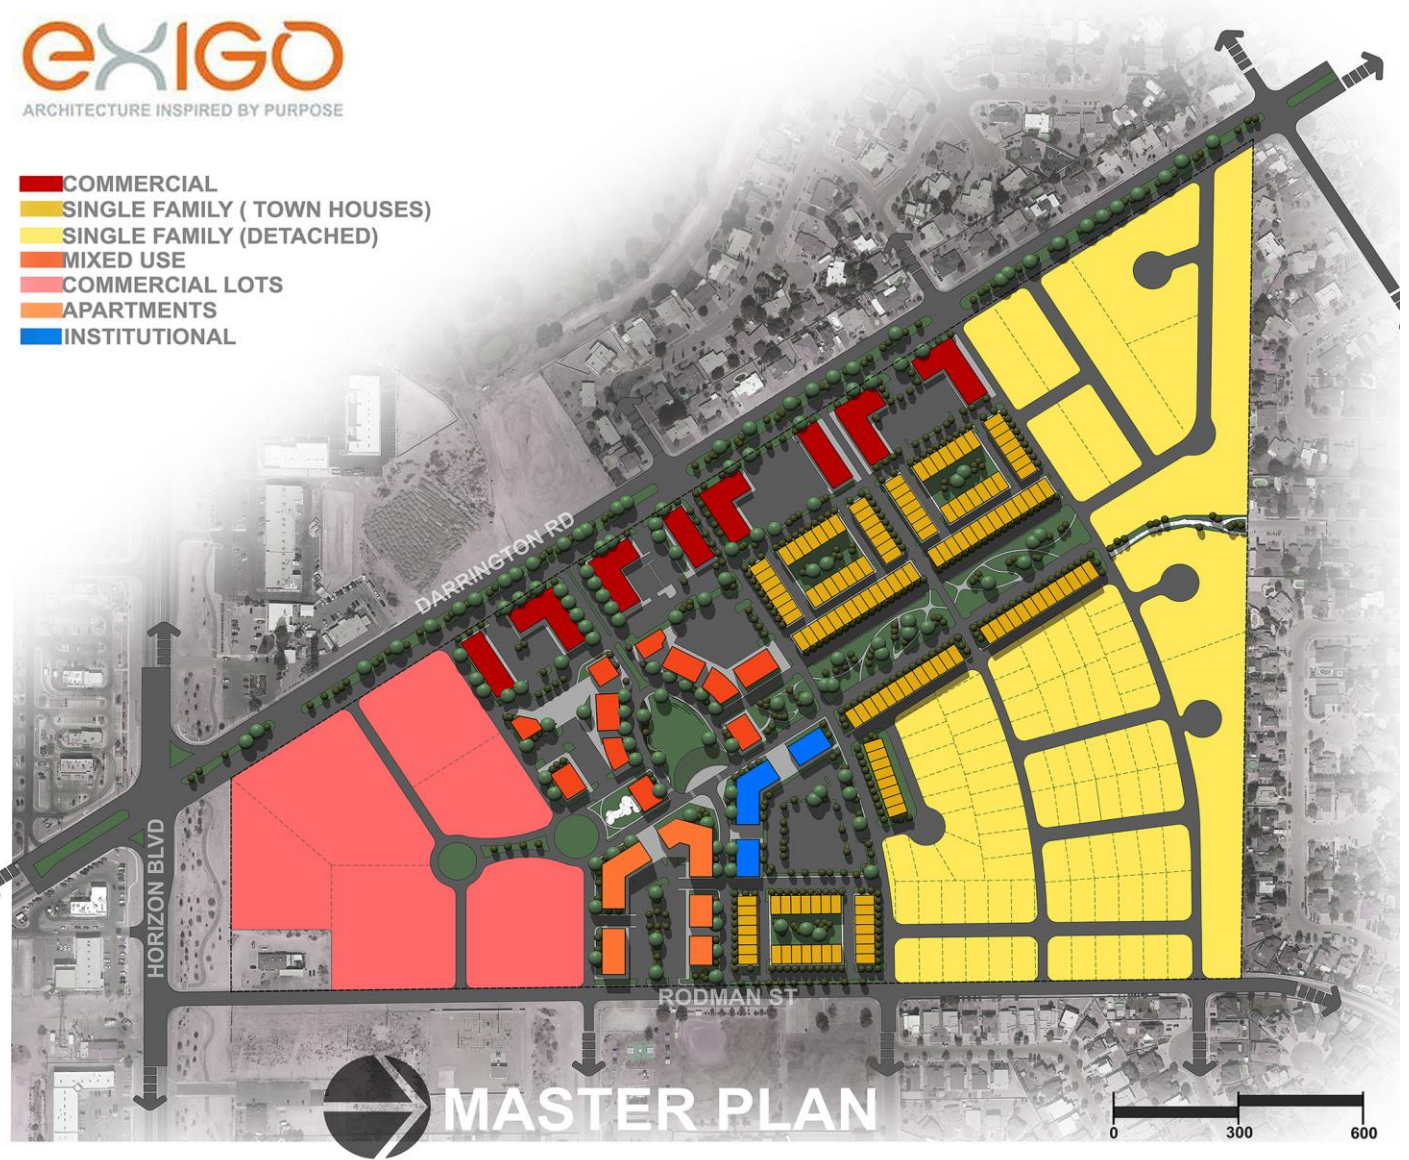 exIGO
ARCHITECTURE INSPIRED BY PURPOSE
COMMERCIAL
SINGLE FAMILY ( TOWN HOUSES)
SINGLE FAMILY (DETACHED)
MIXED USE
COMMERCIAL LOTS
APARTMENTS
INSTITUTIONAL
DARRINGTON RD
HORIZON BLVD
RODMAN ST
MASTER PLAN
0 300 600